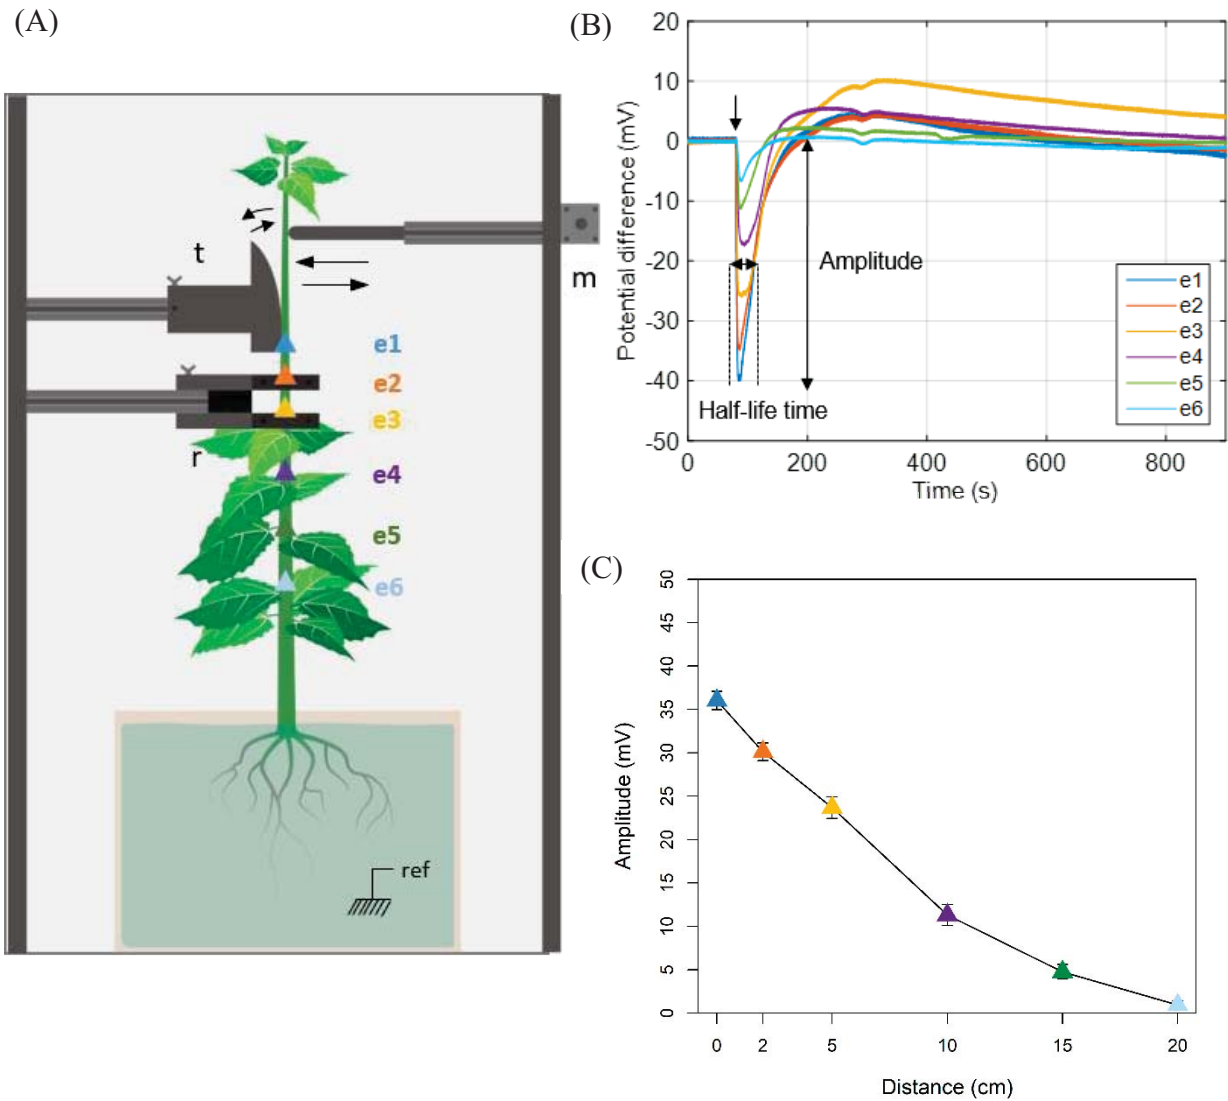 (A)
t
m
e1
e2
e3
r
e4
e5
e6
ref
(B)
Potential difference (mV)
20
10
0
-10
-20
-30
-40
-50
Amplitude
Half-life time
e1
e2
e3
e4
e5
e6
0 200 400 600 800
Time (s)
(C)
Amplitude (mV)
50
45
40
35
30
25
20
15
10
5
0
0 2 5 10 15 20
Distance (cm)